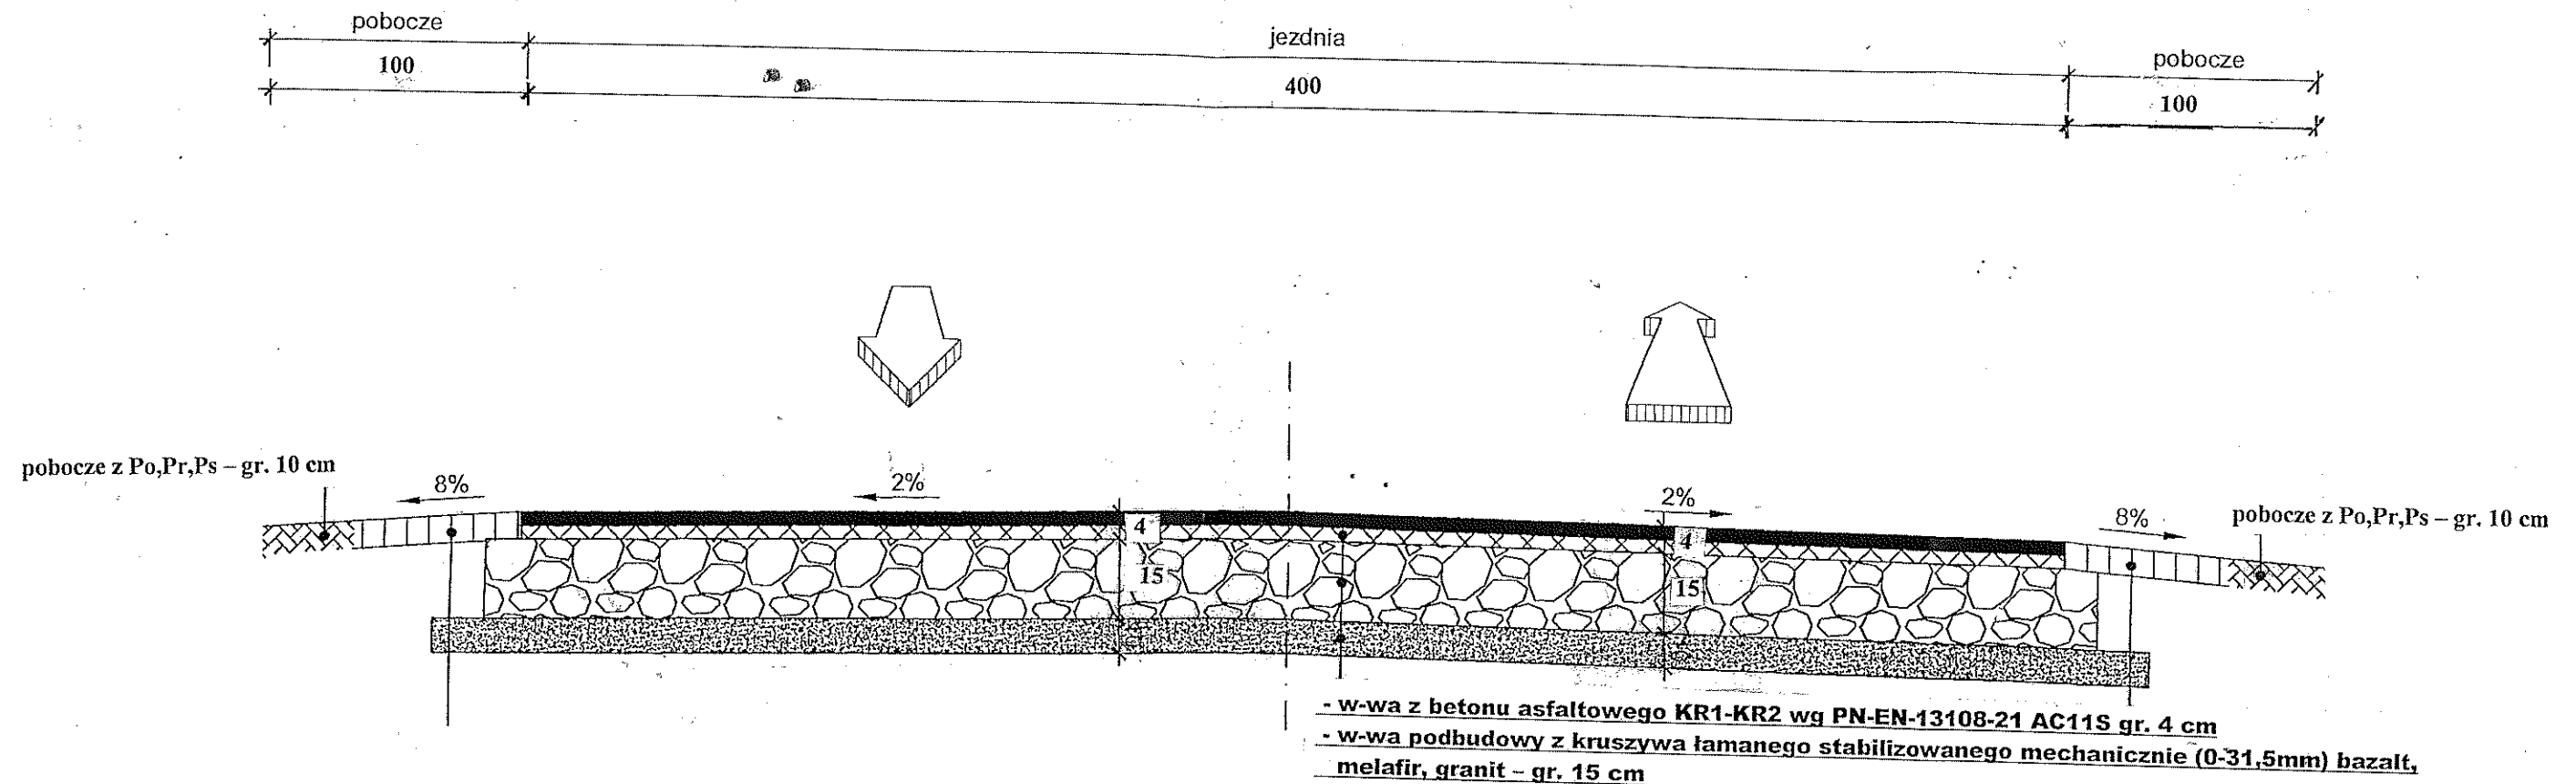 pobocze
jezdnia
pobocze
100
400
100
pobocze z Po,Pr,Ps – gr. 10 cm
8%
2%
2%
8%
pobocze z Po,Pr,Ps – gr. 10 cm
4
4
15
15
- w-wa z betonu asfaltowego KR1-KR2 wg PN-EN-13108-21 AC11S gr. 4 cm
- w-wa podbudowy z kruszywa łamanego stabilizowanego mechanicznie (0-31,5mm) bazalt,
melafir, granit – gr. 15 cm